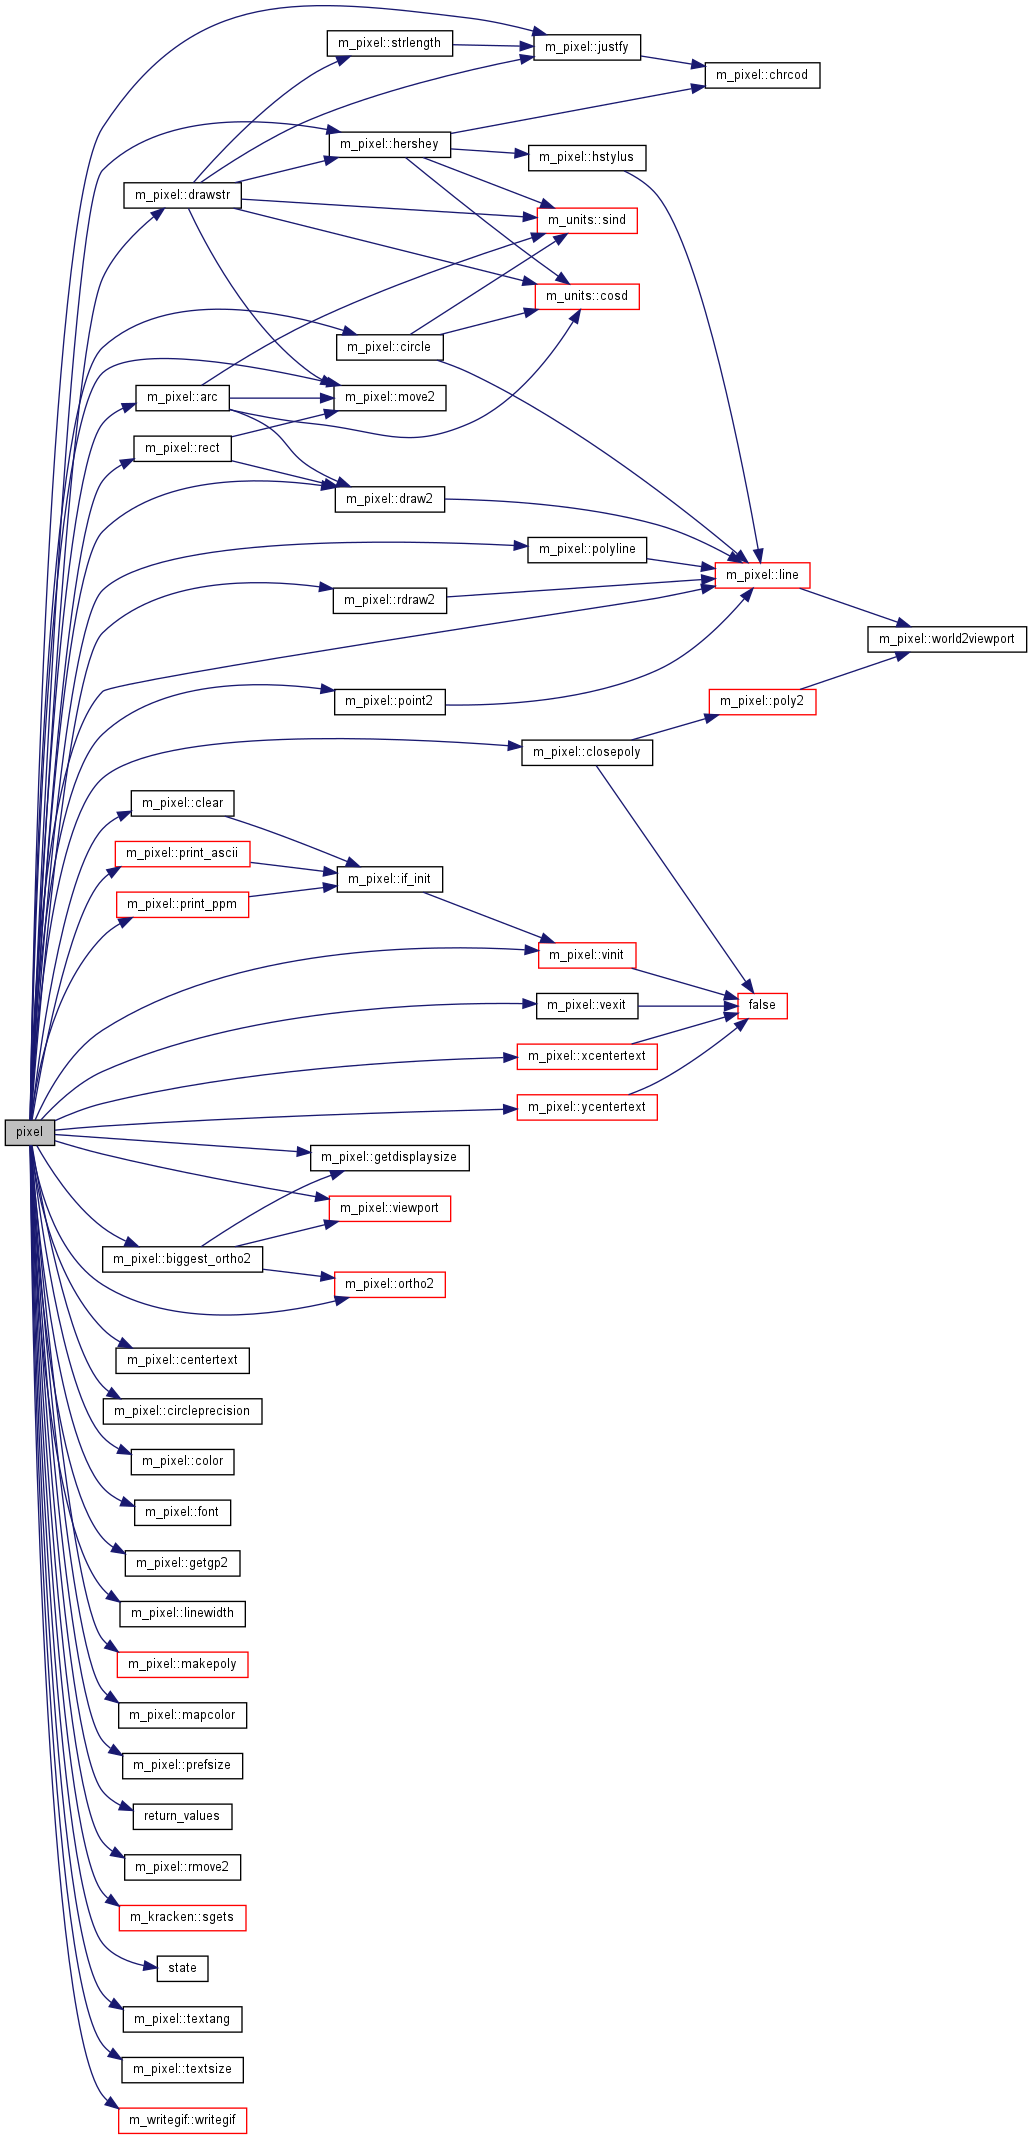 m_pixel::strlength
m_pixel::justfy
m_pixel::chrcod
m_pixel::hershey
m_pixel::hstylus
m_pixel::drawstr
m_units::sind
m_units::cosd
m_pixel::circle
m_pixel::arc
m_pixel::move2
m_pixel::rect
m_pixel::draw2
m_pixel::polyline
m_pixel::line
m_pixel::rdraw2
m_pixel::world2viewport
m_pixel::point2
m_pixel::poly2
m_pixel::closepoly
m_pixel::clear
m_pixel::print_ascii
m_pixel::if_init
m_pixel::print_ppm
m_pixel::vinit
m_pixel::vexit
false
m_pixel::xcentertext
m_pixel::ycentertext
pixel
m_pixel::getdisplaysize
m_pixel::viewport
m_pixel::biggest_ortho2
m_pixel::ortho2
m_pixel::centertext
m_pixel::circleprecision
m_pixel::color
m_pixel::font
m_pixel::getgp2
m_pixel::linewidth
m_pixel::makepoly
m_pixel::mapcolor
m_pixel::prefsize
return_values
m_pixel::rmove2
m_kracken::sgets
state
m_pixel::textang
m_pixel::textsize
m_writegif::writegif